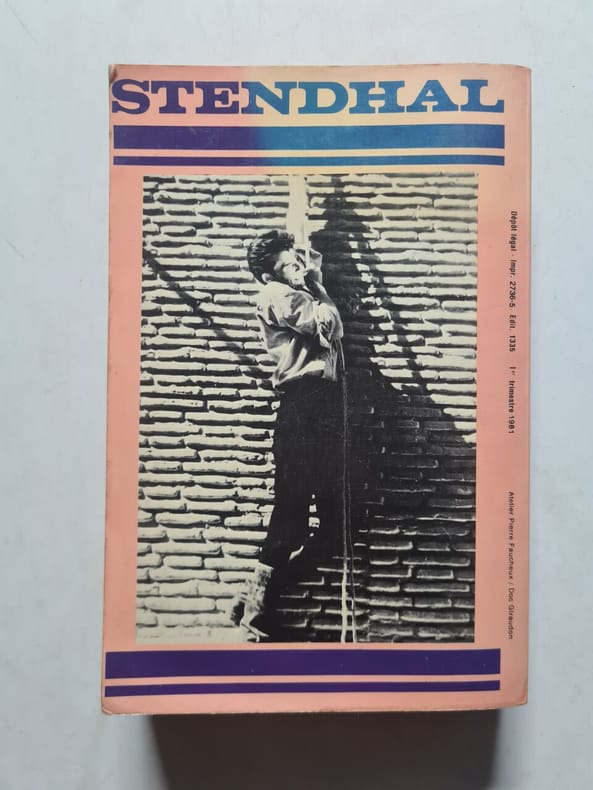 STENDHAL
Dépôt légal - Impr. 2736-5 Edit. 1335 1er trimestre 1981
Atelier Pierre Faucheux / Doc Giraudon